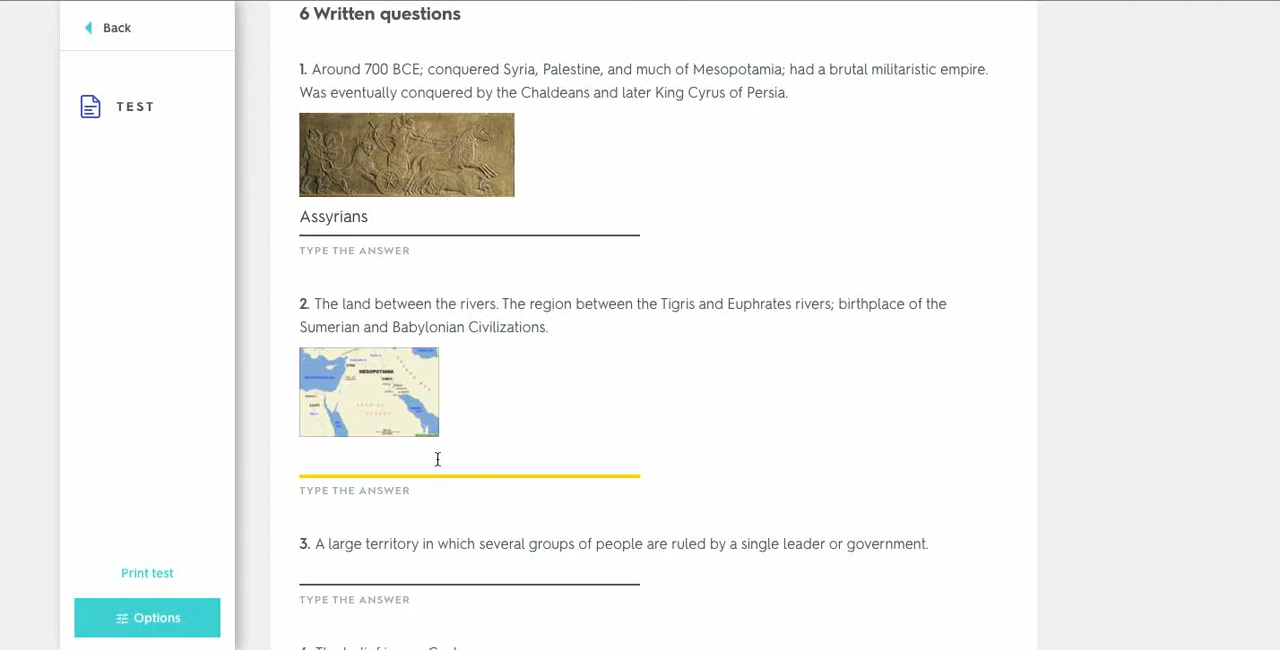 6 Written questions
Back
1. Around 700 BCE; conquered Syria, Palestine, and much of Mesopotamia; had a brutal militaristic empire.
Was eventually conquered by the Chaldeans and later King Cyrus of Persia.
TEST
Assyrians
TYPE THE ANSWER
2. The land between the rivers. The region between the Tigris and Euphrates rivers; birthplace of the
Sumerian and Babylonian Civilizations.
MESOPOTAMIA
TYPE THE ANSWER
3. A large territory in which several groups of people are ruled by a single leader or government.
Print test
TYPE THE ANSWER
Options